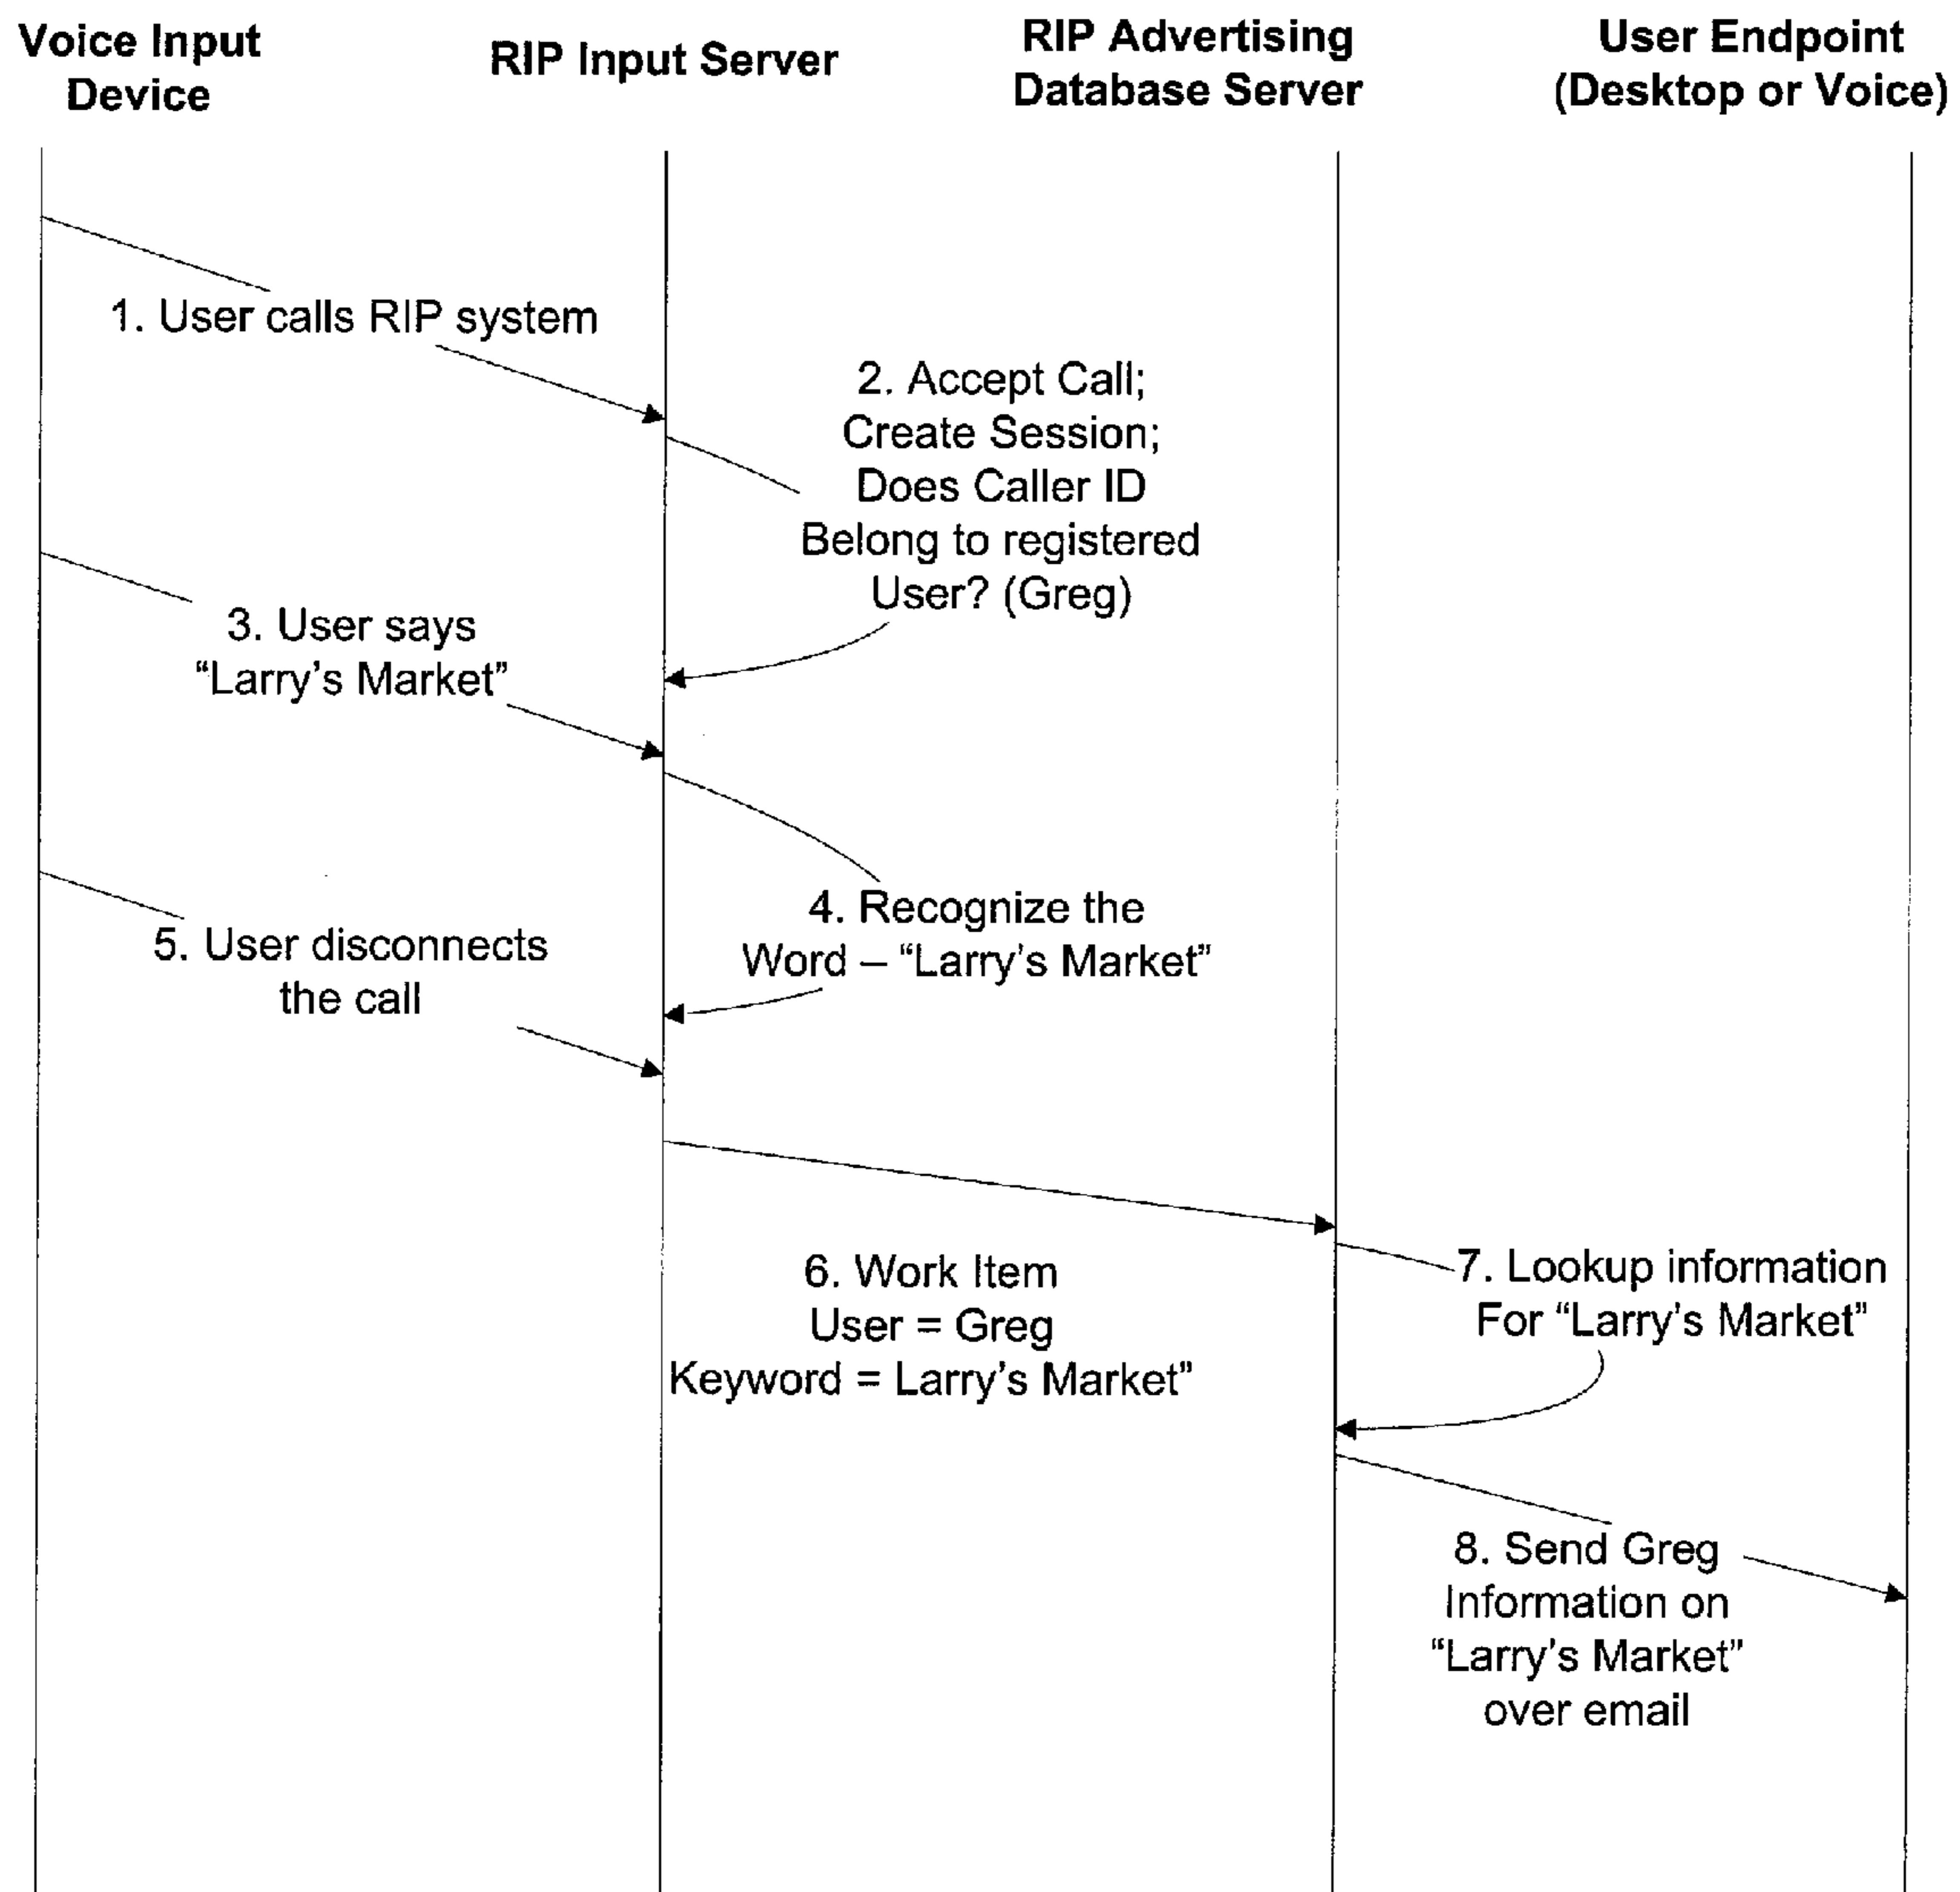 Voice Input
Device
RIP Input Server
RIP Advertising
Database Server
User Endpoint
(Desktop or Voice)
1. User calls RIP system
2. Accept Call;
Create Session;
Does Caller ID
Belong to registered
User? (Greg)
3. User says
“Larry’s Market”
4. Recognize the
Word – “Larry’s Market”
5. User disconnects
the call
6. Work Item
User = Greg
Keyword = Larry’s Market”
7. Lookup information
For “Larry’s Market”
8. Send Greg
Information on
“Larry’s Market”
over email